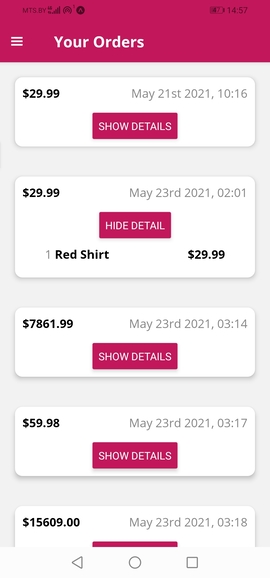 MTS BY 14:57
Your Orders
$29.99 May 21st 2021, 10:16
SHOW DETAILS
$29.99 May 23rd 2021, 02:01
HIDE DETAIL
1 Red Shirt $29.99
$7861.99 May 23rd 2021, 03:14
SHOW DETAILS
$59.98 May 23rd 2021, 03:17
SHOW DETAILS
$15609.00 May 23rd 2021, 03:18